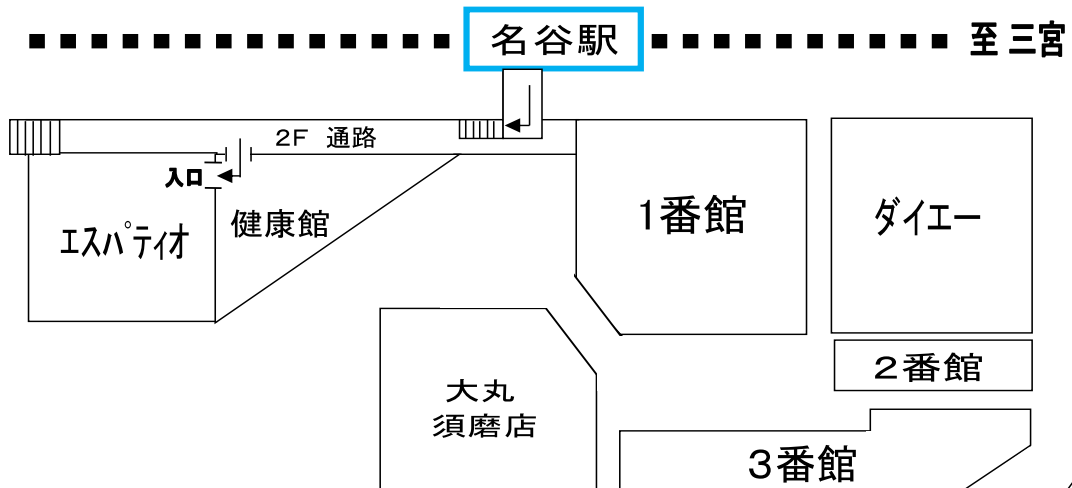 名谷駅
至 三宮
2F 通路
入口
エスパティオ
健康館
1番館
ダイエー
2番館
大丸
須磨店
3番館